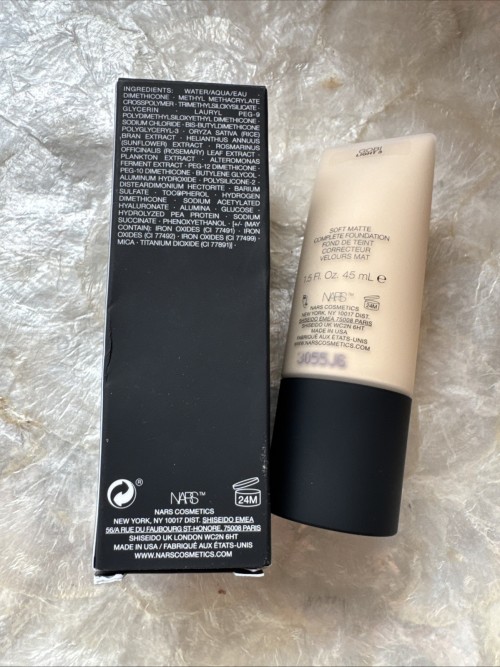 INGREDIENTS: WATER/AQUA/EAU ·
DIMETHICONE · METHYL METHACRYLATE
CROSSPOLYMER · TRIMETHYLSILOXYSILICATE ·
GLYCERIN · LAURYL PEG-9
POLYDIMETHYLSILOXYETHYL DIMETHICONE ·
SODIUM CHLORIDE · BIS-BUTYLDIMETHICONE
POLYGLYCERYL-3 · ORYZA SATIVA (RICE)
BRAN EXTRACT · HELIANTHUS ANNUUS
(SUNFLOWER) EXTRACT · ROSMARINUS
OFFICINALIS (ROSEMARY) LEAF EXTRACT ·
PLANKTON EXTRACT · ALTEROMONAS
FERMENT EXTRACT · PEG-12 DIMETHICONE ·
PEG-10 DIMETHICONE · BUTYLENE GLYCOL ·
ALUMINUM HYDROXIDE · POLYSILICONE-2 ·
DISTEARDIMONIUM HECTORITE · BARIUM
SULFATE · TOCOPHEROL · HYDROGEN
DIMETHICONE · SODIUM ACETYLATED
HYALURONATE · ALUMINA · GLUCOSE ·
HYDROLYZED PEA PROTEIN · SODIUM
SUCCINATE · PHENOXYETHANOL · [+/- (MAY
CONTAIN): IRON OXIDES (CI 77491) · IRON
OXIDES (CI 77492) · IRON OXIDES (CI 77499) ·
MICA · TITANIUM DIOXIDE (CI 77891)] ·
®
NARS™
24M
NARS COSMETICS
NEW YORK, NY 10017 DIST. SHISEIDO EMEA
56/A RUE DU FAUBOURG ST-HONORE, 75008 PARIS
SHISEIDO UK LONDON WC2N 6HT
MADE IN USA / FABRIQUÉ AUX ÉTATS-UNIS
WWW.NARSCOSMETICS.COM
SOFT MATTE
COMPLETE FOUNDATION
FOND DE TEINT
CORRECTEUR
VELOURS MAT
1.5 Fl. Oz. 45 mL ℮
NARS™
24M
NARS COSMETICS
NEW YORK, NY 10017 DIST.
SHISEIDO EMEA 75008 PARIS
SHISEIDO UK WC2N 6HT
MADE IN USA
FABRIQUÉ AUX ÉTATS-UNIS
WWW.NARSCOSMETICS.COM
3055J6